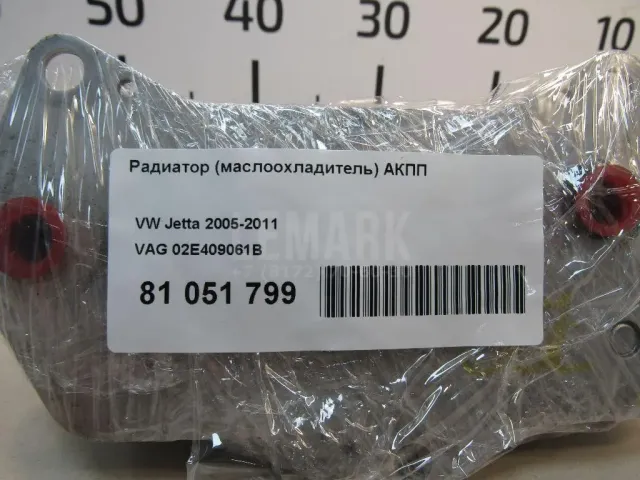 50 40 30 20 10
Радиатор (маслоохладитель) АКПП
VW Jetta 2005-2011
VAG 02E409061B
81 051 799